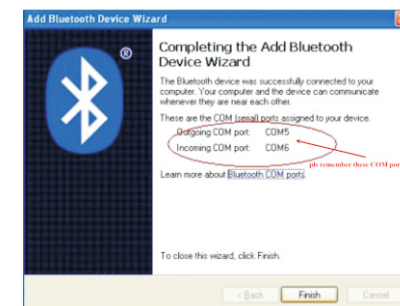 Add Bluetooth Device Wizard
®
Completing the Add Bluetooth
Device Wizard
The Bluetooth device was successfully connected to your
computer. Your computer and the device can communicate
whenever they are near each other.
These are the COM (serial) ports assigned to your device.
Outgoing COM port: COM5
Incoming COM port: COM6
pls remember these COM port
Learn more about Bluetooth COM ports.
To close this wizard, click Finish.
< Back Finish Cancel